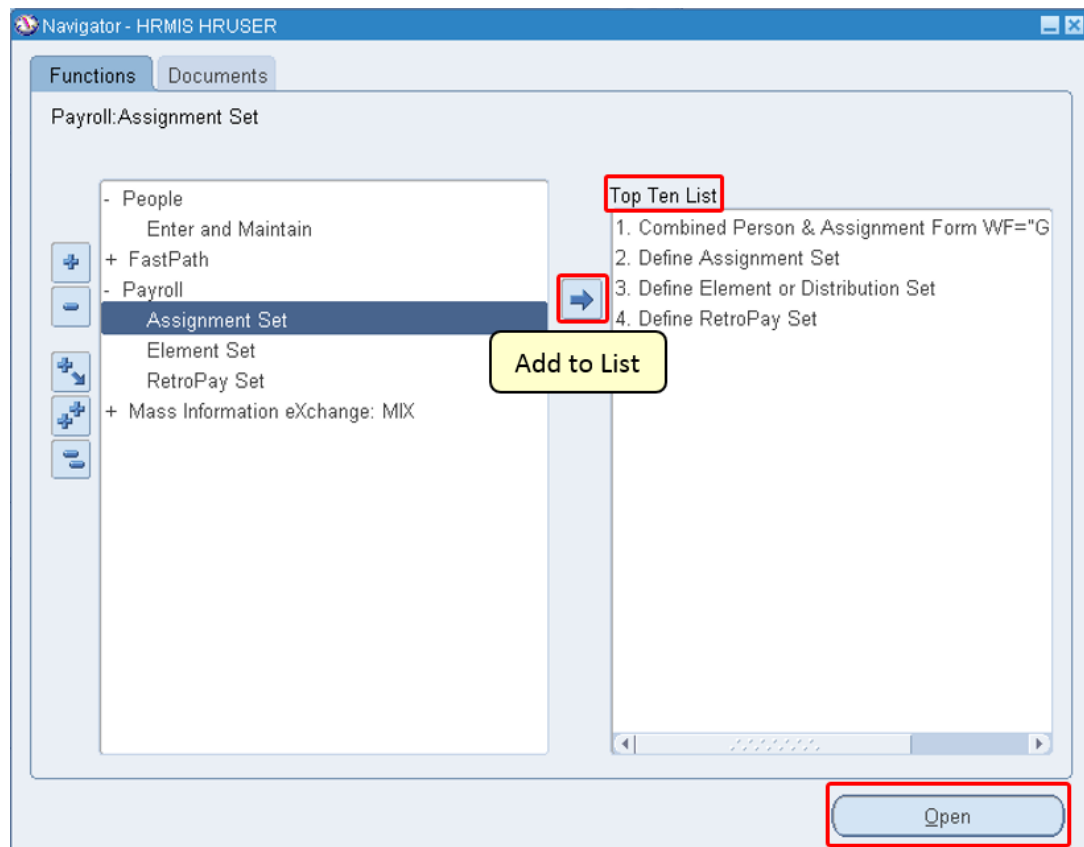 Navigator - HRMIS HRUSER
Functions
Documents
Payroll:Assignment Set
- People
Enter and Maintain
+ FastPath
- Payroll
Assignment Set
Element Set
RetroPay Set
+ Mass Information eXchange: MIX
Add to List
Top Ten List
1. Combined Person & Assignment Form WF="G
2. Define Assignment Set
3. Define Element or Distribution Set
4. Define RetroPay Set
Open